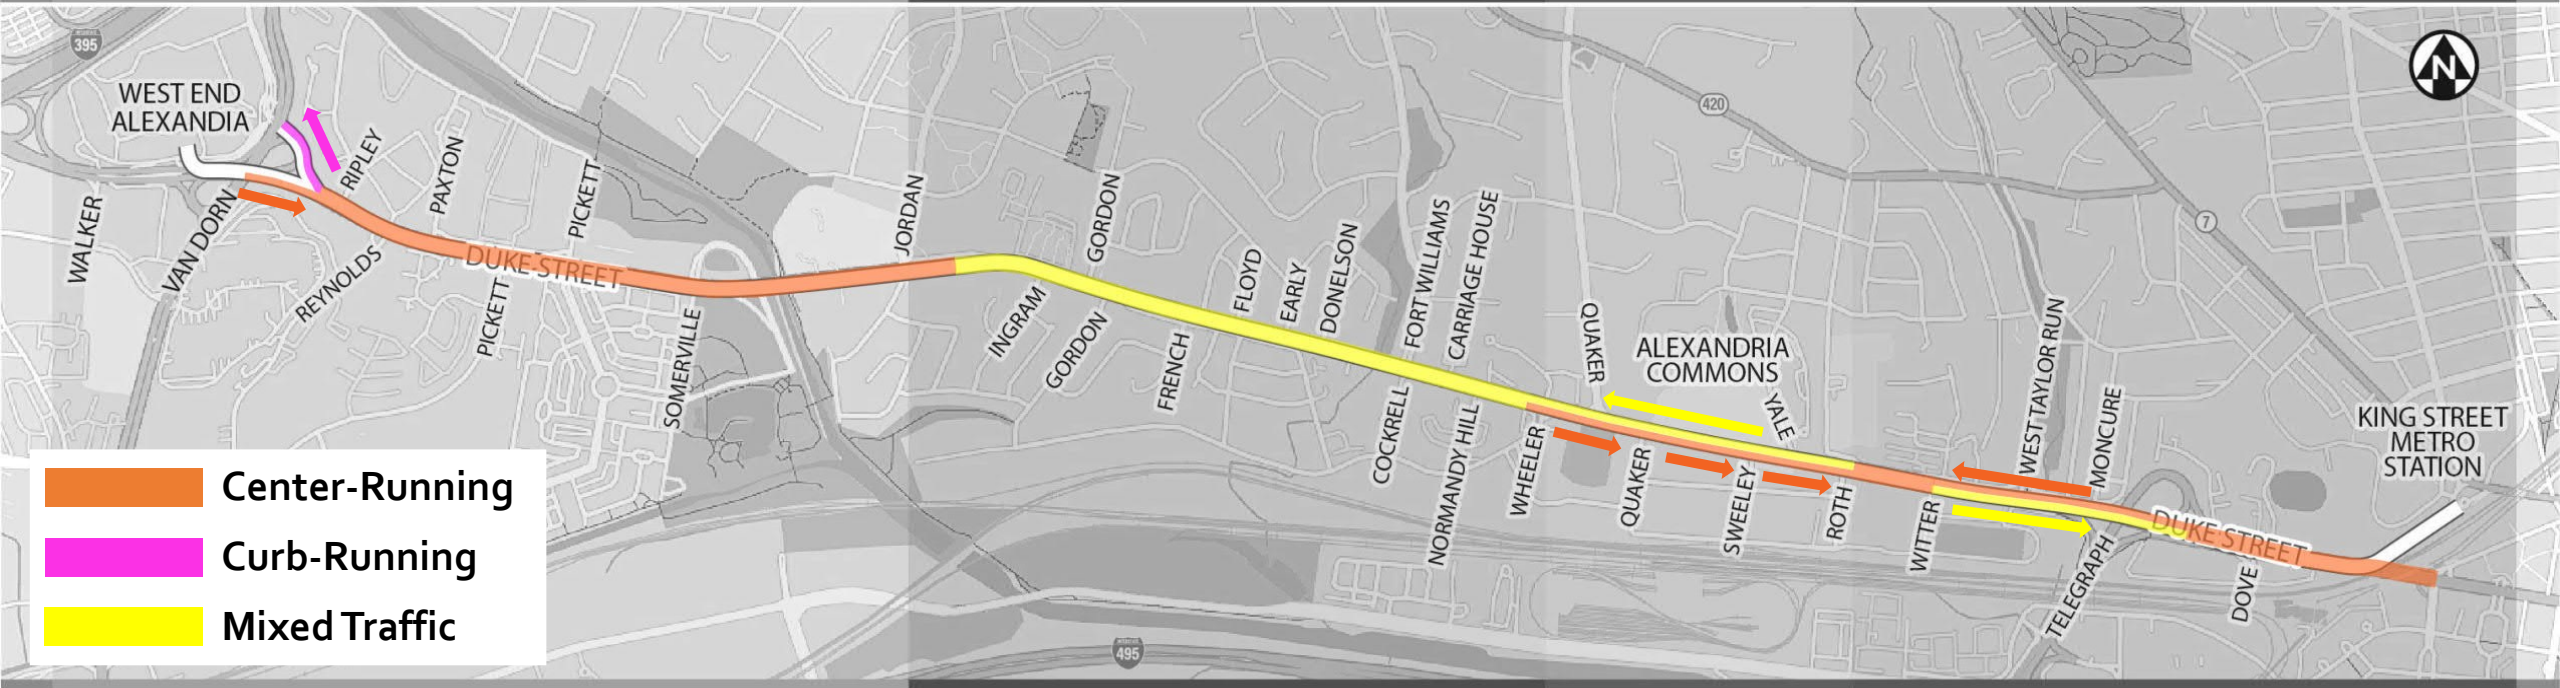 395
WEST END
ALEXANDIA
WALKER
VAN DORN
RIPLEY
REYNOLDS
PAXTON
PICKETT
PICKETT
DUKE STREET
SOMERVILLE
JORDAN
INGRAM
GORDON
GORDON
FRENCH
FLOYD
EARLY
DONELSON
FORT WILLIAMS
CARRIAGE HOUSE
COCKRELL
NORMANDY HILL
WHEELER
QUAKER
QUAKER
ALEXANDRIA
COMMONS
YALE
SWEELEY
ROTH
WITTER
WEST TAYLOR RUN
MONCURE
TELEGRAPH
DUKE STREET
DOVE
KING STREET
METRO
STATION
420
7
N
495
Center-Running
Curb-Running
Mixed Traffic